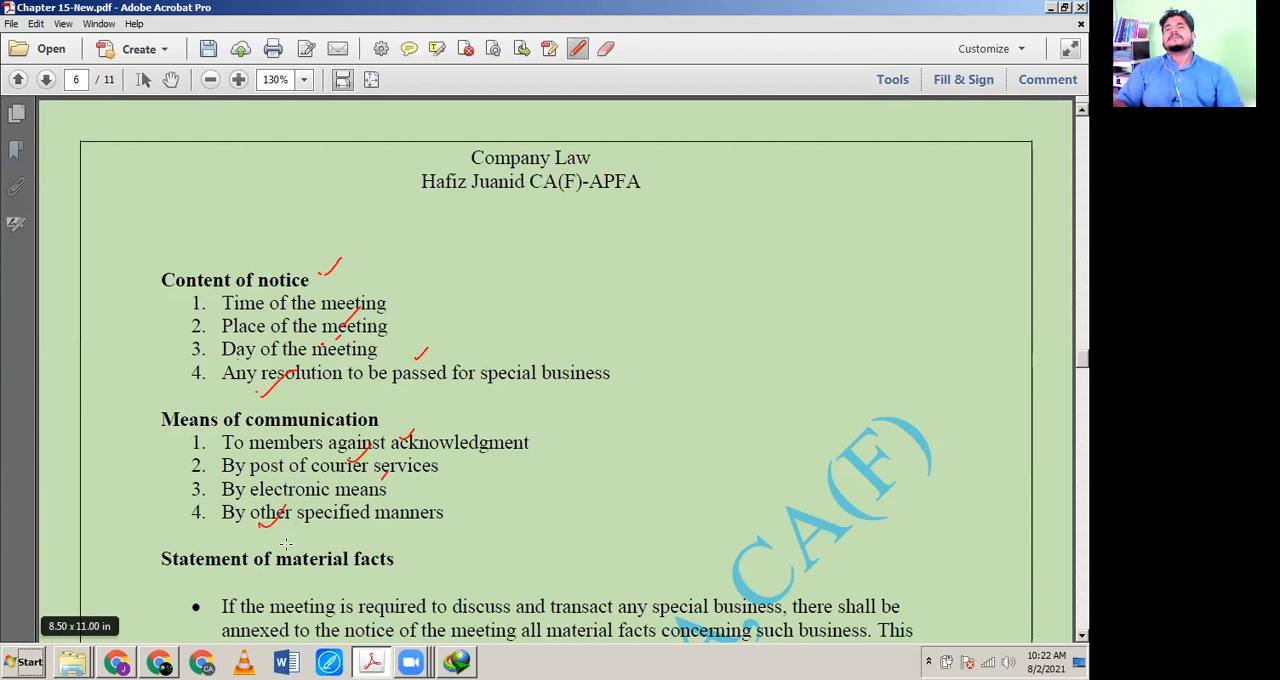 Chapter 15-New.pdf - Adobe Acrobat Pro
File Edit View Window Help
Open Create Customize
6 / 11 130% Tools Fill & Sign Comment
Company Law
Hafiz Juanid CA(F)-APFA
Content of notice
1. Time of the meeting
2. Place of the meeting
3. Day of the meeting
4. Any resolution to be passed for special business
Means of communication
1. To members against acknowledgment
2. By post of courier services
3. By electronic means
4. By other specified manners
Statement of material facts
• If the meeting is required to discuss and transact any special business, there shall be
annexed to the notice of the meeting all material facts concerning such business. This
A,CA(F)
8.50 x 11.00 in
Start
10:22 AM
8/2/2021